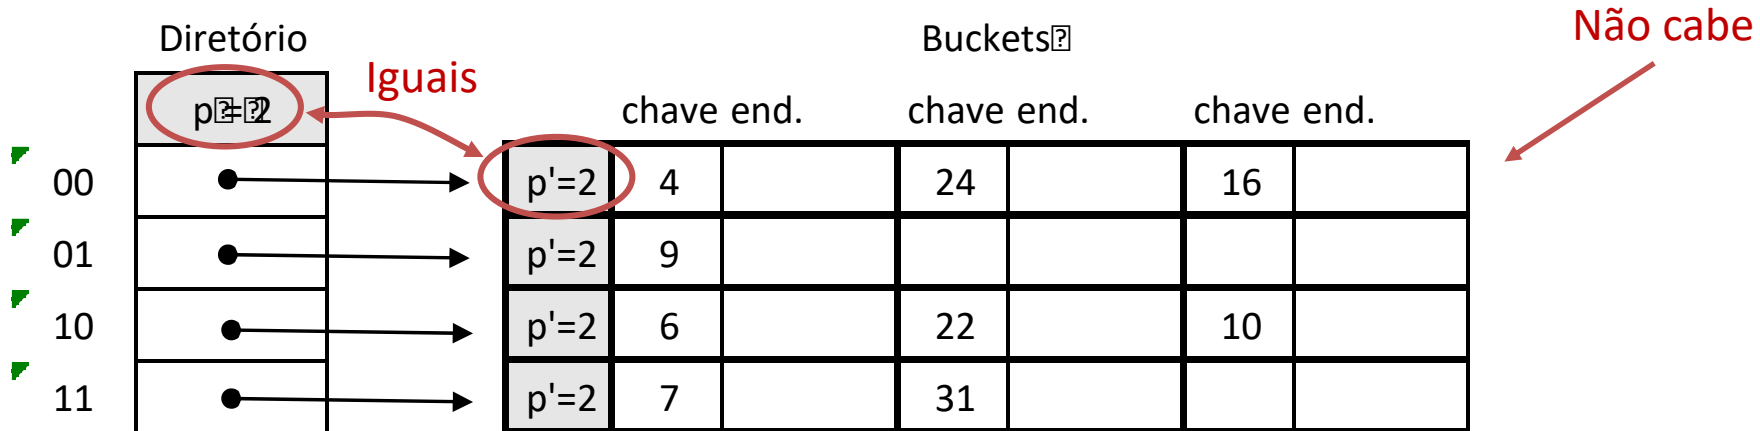 Não cabe
Diretório Buckets
Iguais
p = 2 chave end. chave end. chave end.
00 p'=2 4 24 16
01 p'=2 9
10 p'=2 6 22 10
11 p'=2 7 31